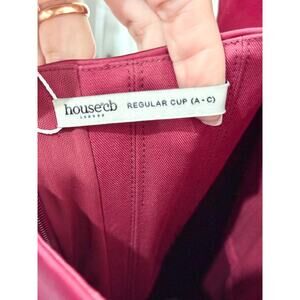 house of cb REGULAR CUP (A - C)
LONDON